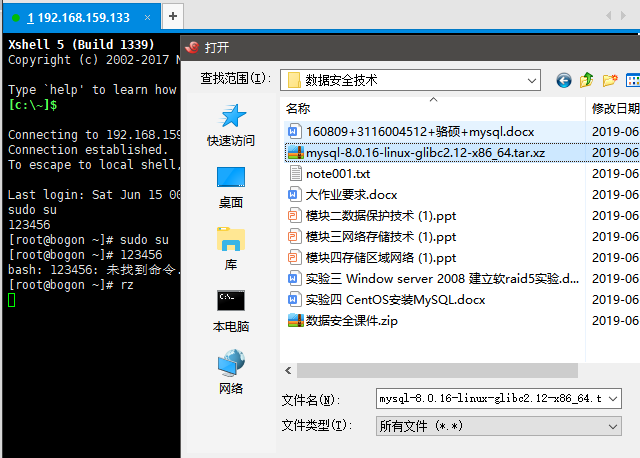 1 192.168.159.133 × +
Xshell 5 (Build 1339)
Copyright (c) 2002-2017 N
Type `help' to learn how
[c:\~]$
Connecting to 192.168.159
Connection established.
To escape to local shell,
Last login: Sat Jun 15 00
sudo su
123456
[root@bogon ~]# sudo su
[root@bogon ~]# 123456
bash: 123456: 未找到命令.
[root@bogon ~]# rz
打开
查找范围(I): 数据安全技术
快速访问
桌面
库
本电脑
网络
名称 修改日期
160809+3116004512+骆硕+mysql.docx 2019-06
mysql-8.0.16-linux-glibc2.12-x86_64.tar.xz 2019-06
note001.txt 2019-06
大作业要求.docx 2019-06
模块二数据保护技术 (1).ppt 2019-06
模块三网络存储技术 (1).ppt 2019-06
模块四存储区域网络 (1).ppt 2019-06
实验三 Window server 2008 建立软raid5实验.d... 2019-06
实验四 CentOS安装MySQL.docx 2019-06
数据安全课件.zip 2019-06
文件名(N): mysql-8.0.16-linux-glibc2.12-x86_64.t
文件类型(T): 所有文件 (*.*)